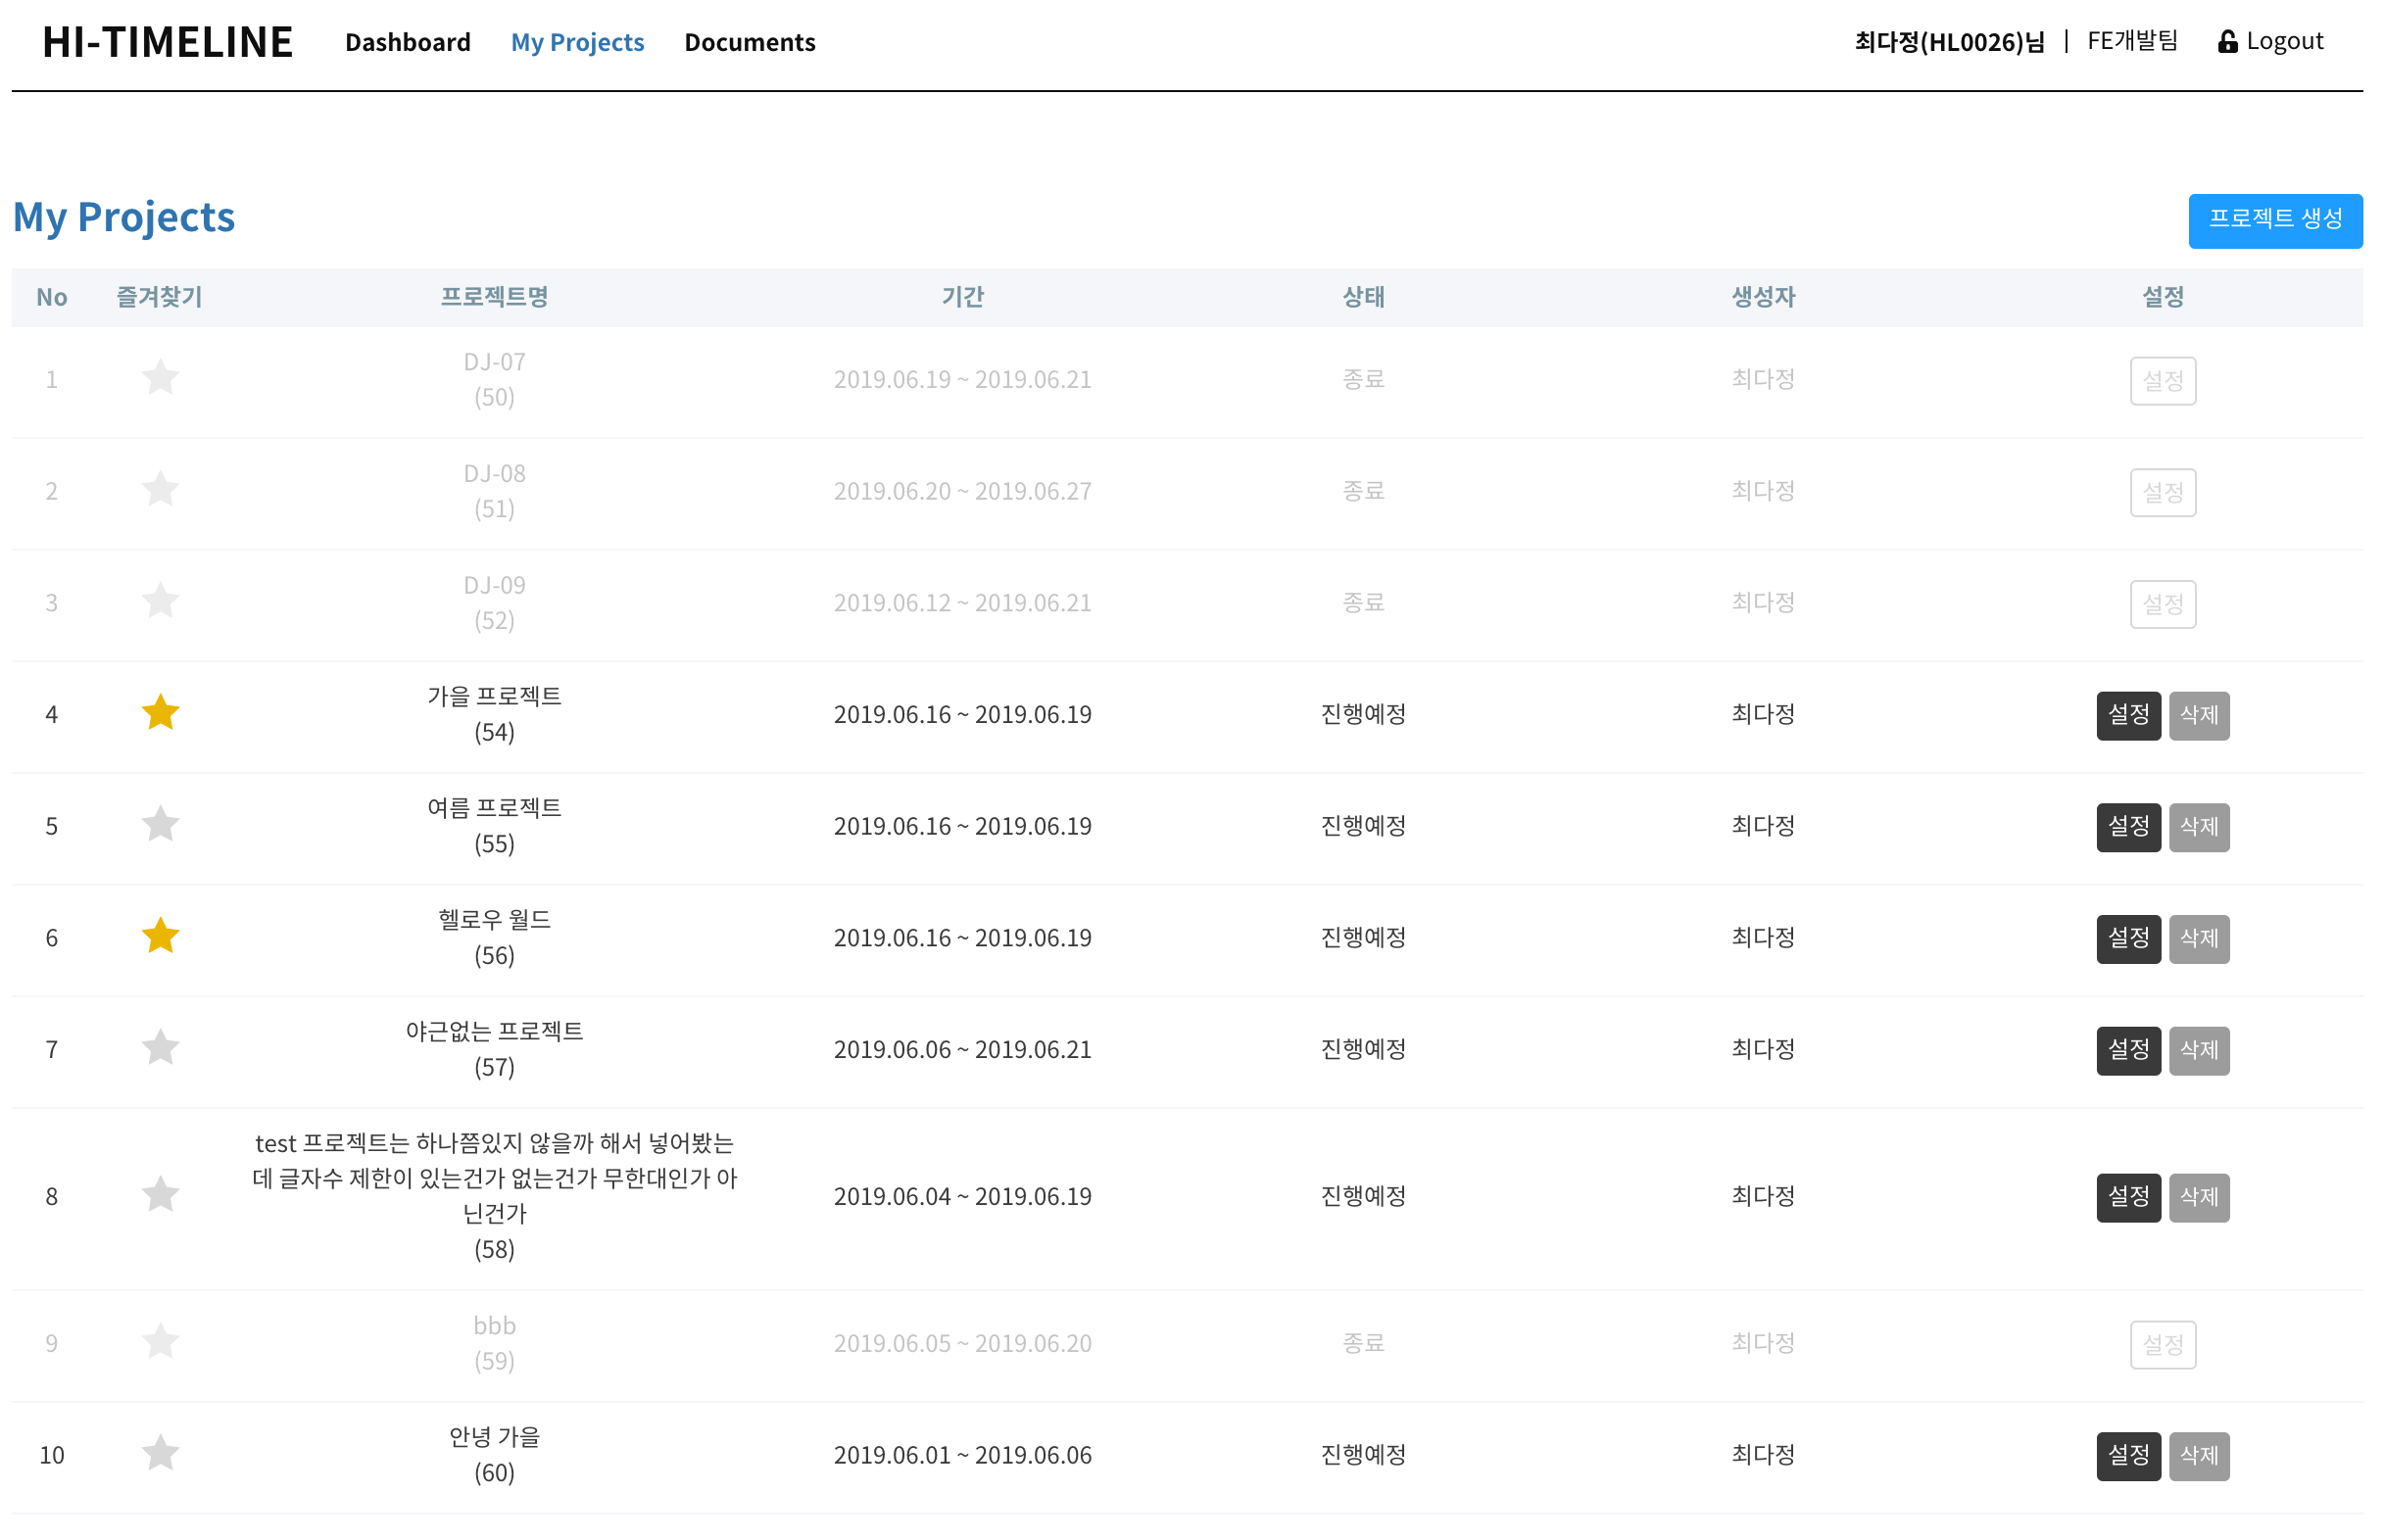 HI-TIMELINE Dashboard My Projects Documents 최다정(HL0026)님 | FE개발팀 Logout
My Projects 프로젝트 생성
No 즐겨찾기 프로젝트명 기간 상태 생성자 설정
1 DJ-07 2019.06.19 ~ 2019.06.21 종료 최다정 설정
(50)
2 DJ-08 2019.06.20 ~ 2019.06.27 종료 최다정 설정
(51)
3 DJ-09 2019.06.12 ~ 2019.06.21 종료 최다정 설정
(52)
4 가을 프로젝트 2019.06.16 ~ 2019.06.19 진행예정 최다정 설정 삭제
(54)
5 여름 프로젝트 2019.06.16 ~ 2019.06.19 진행예정 최다정 설정 삭제
(55)
6 헬로우 월드 2019.06.16 ~ 2019.06.19 진행예정 최다정 설정 삭제
(56)
7 야근없는 프로젝트 2019.06.06 ~ 2019.06.21 진행예정 최다정 설정 삭제
(57)
test 프로젝트는 하나쯤있지 않을까 해서 넣어봤는
데 글자수 제한이 있는건가 없는건가 무한대인가 아
8 닌건가 2019.06.04 ~ 2019.06.19 진행예정 최다정 설정 삭제
(58)
9 bbb 2019.06.05 ~ 2019.06.20 종료 최다정 설정
(59)
10 안녕 가을 2019.06.01 ~ 2019.06.06 진행예정 최다정 설정 삭제
(60)